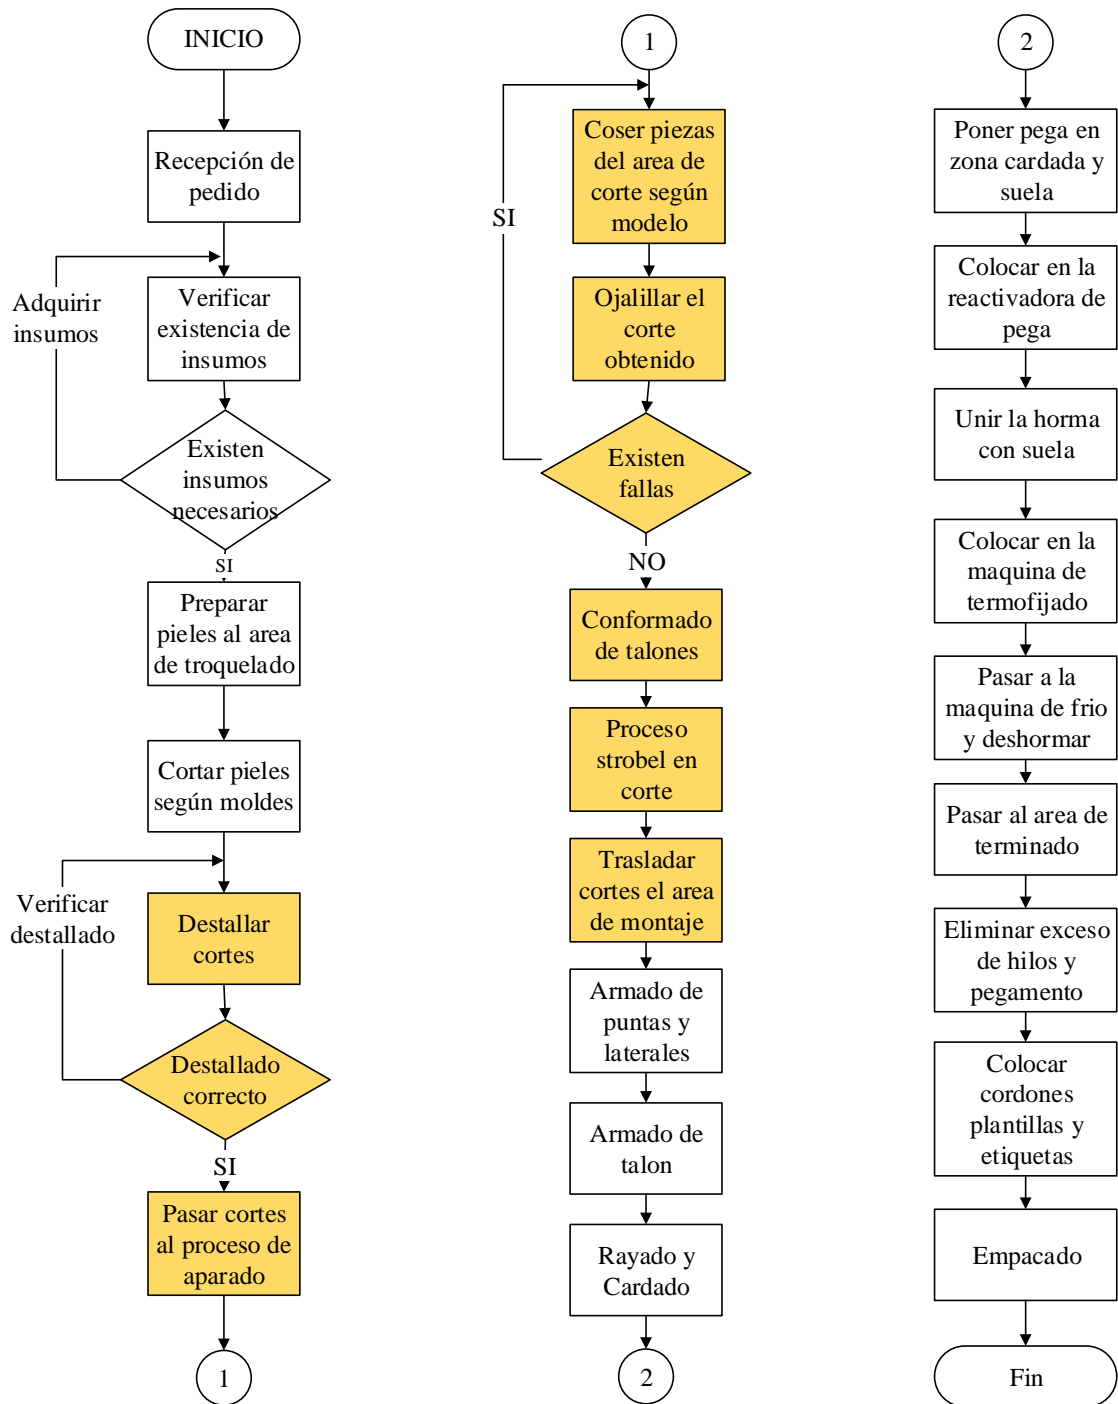 INICIO
Recepción de
pedido
Adquirir
insumos
Verificar
existencia de
insumos
Existen
insumos
necesarios
SI
Preparar
pieles al area
de troquelado
Cortar pieles
según moldes
Verificar
destallado
Destallar
cortes
Destallado
correcto
SI
Pasar cortes
al proceso de
aparado
1
1
SI
Coser piezas
del area de
corte según
modelo
Ojalillar el
corte
obtenido
Existen
fallas
NO
Conformado
de talones
Proceso
strobel en
corte
Trasladar
cortes el area
de montaje
Armado de
puntas y
laterales
Armado de
talon
Rayado y
Cardado
2
2
Poner pega en
zona cardada y
suela
Colocar en la
reactivadora de
pega
Unir la horma
con suela
Colocar en la
maquina de
termofijado
Pasar a la
maquina de frio
y deshormar
Pasar al area de
terminado
Eliminar exceso
de hilos y
pegamento
Colocar
cordones
plantillas y
etiquetas
Empacado
Fin